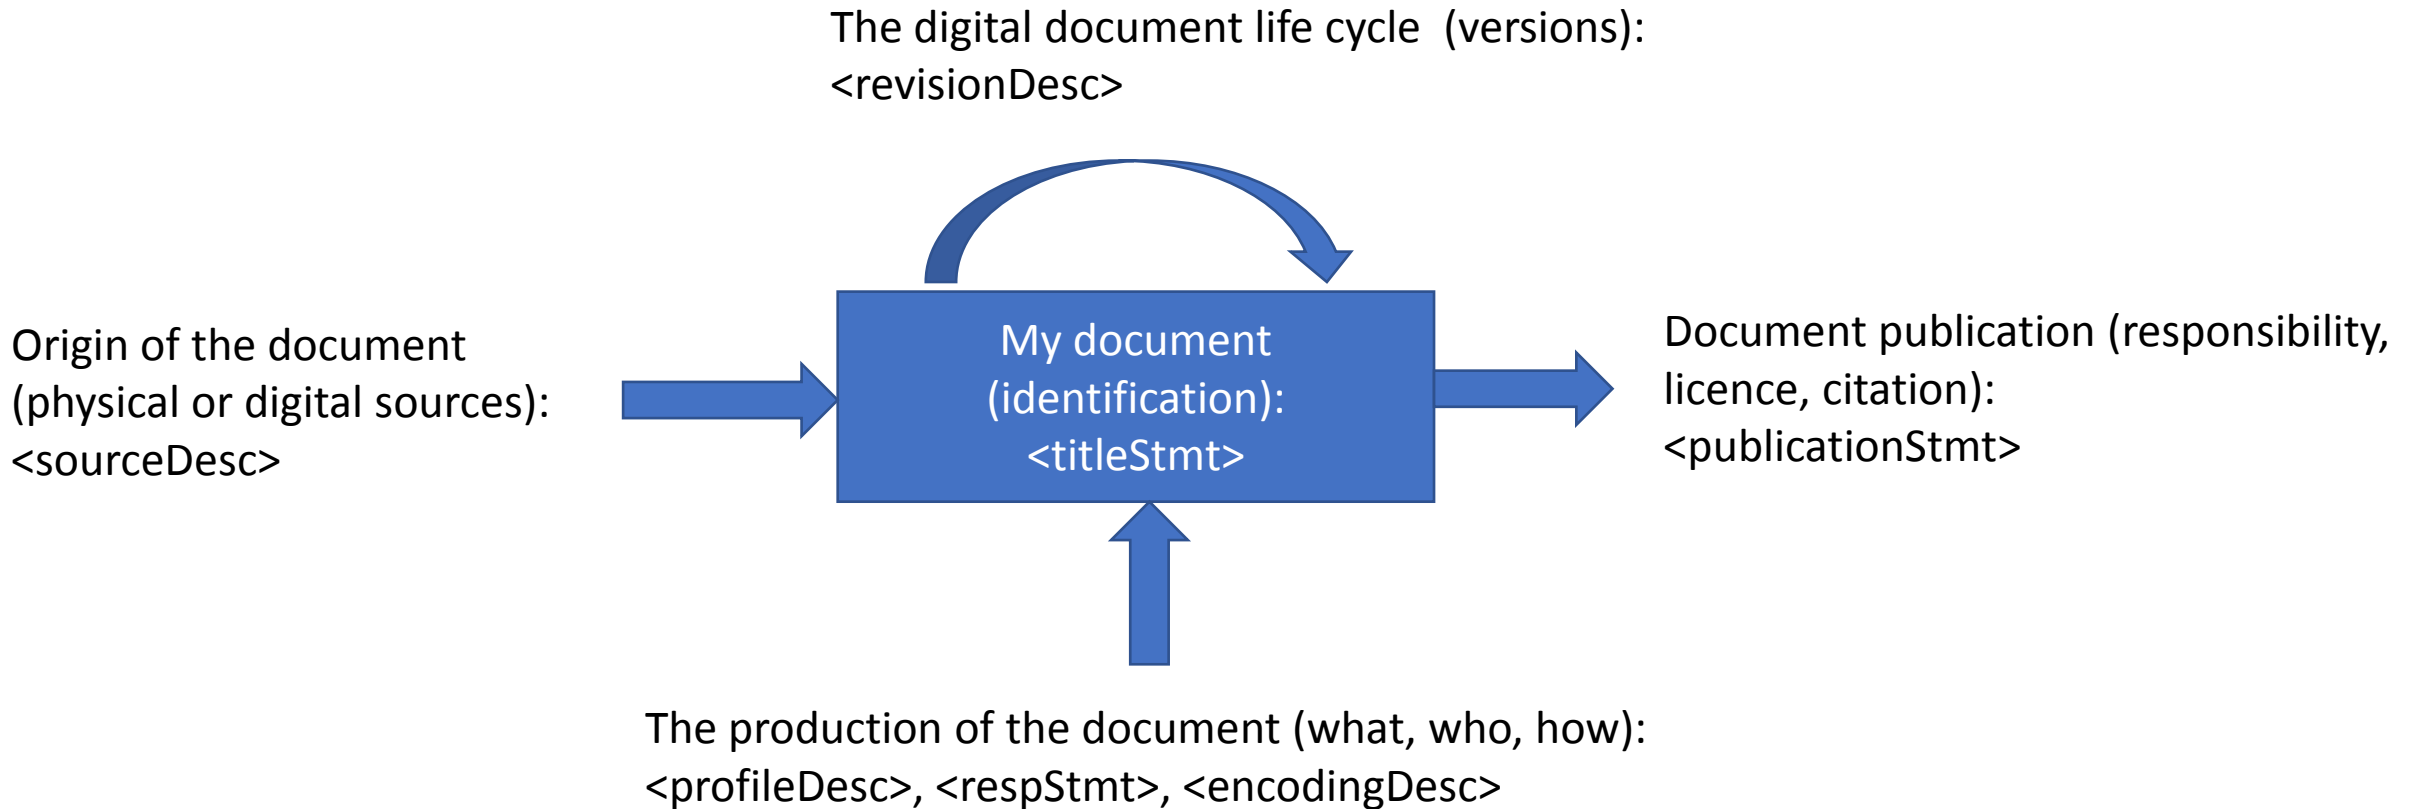 The digital document life cycle  (versions):
<revisionDesc>
Origin of the document
(physical or digital sources):
<sourceDesc>
My document
(identification):
<titleStmt>
Document publication (responsibility,
licence, citation):
<publicationStmt>
The production of the document (what, who, how):
<profileDesc>, <respStmt>, <encodingDesc>